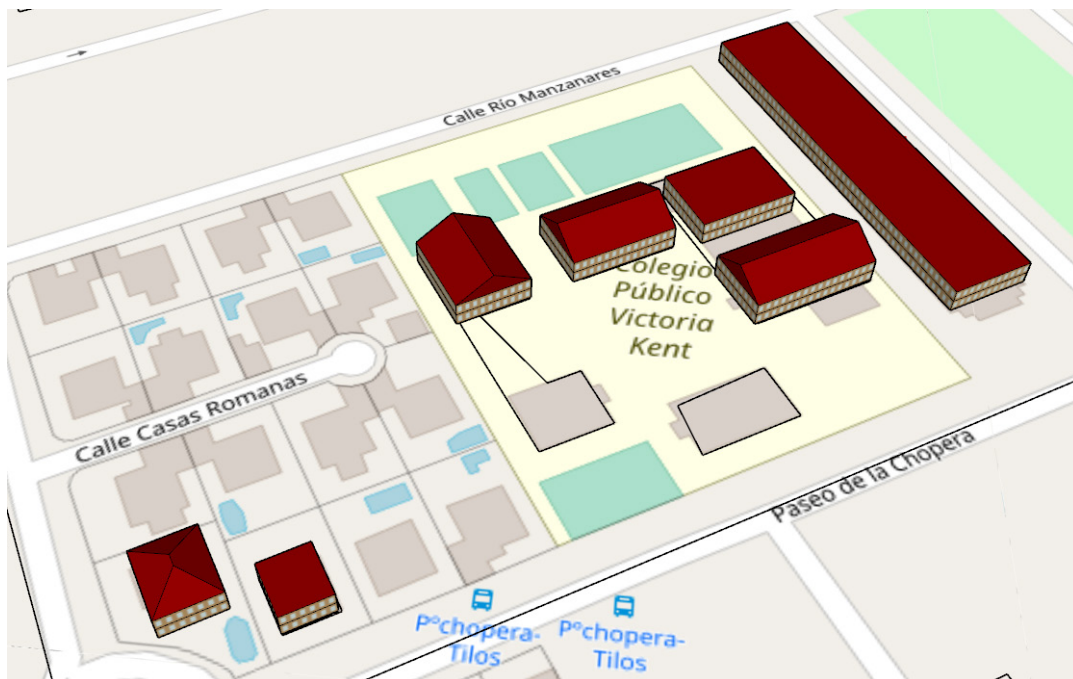 Calle Río Manzanares
Colegio
Público
Victoria
Kent
Calle Casas Romanas
Paseo de la Chopera
Pºchopera-
Tilos
Pºchopera-
Tilos